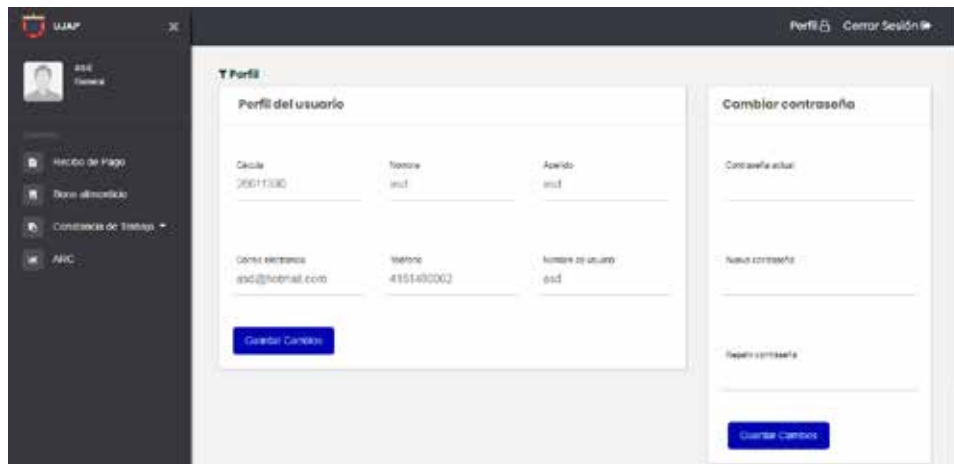 UJAP
Perfil Cerrar Sesión
asd
General
Perfil
Perfil del usuario
Cambiar contraseña
Recibo de Pago
Bono alimenticio
Constancia de Trabajo
ARC
Cédula
Nombre
Apellido
asd
asd
Contraseña actual
Correo electrónico
Teléfono
Nombre de usuario
asd@hotmail.com
asd
Nueva contraseña
Guardar Cambios
Repetir contraseña
Guardar Cambios